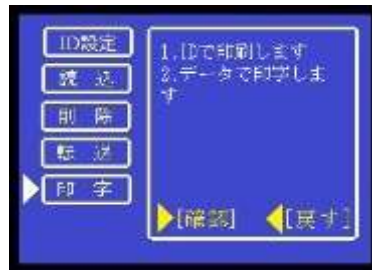 ID設定
読 込
削 除
転 送
印 字
1.IDで印刷します
2.データで印字しま
す
[確認]
[戻す]